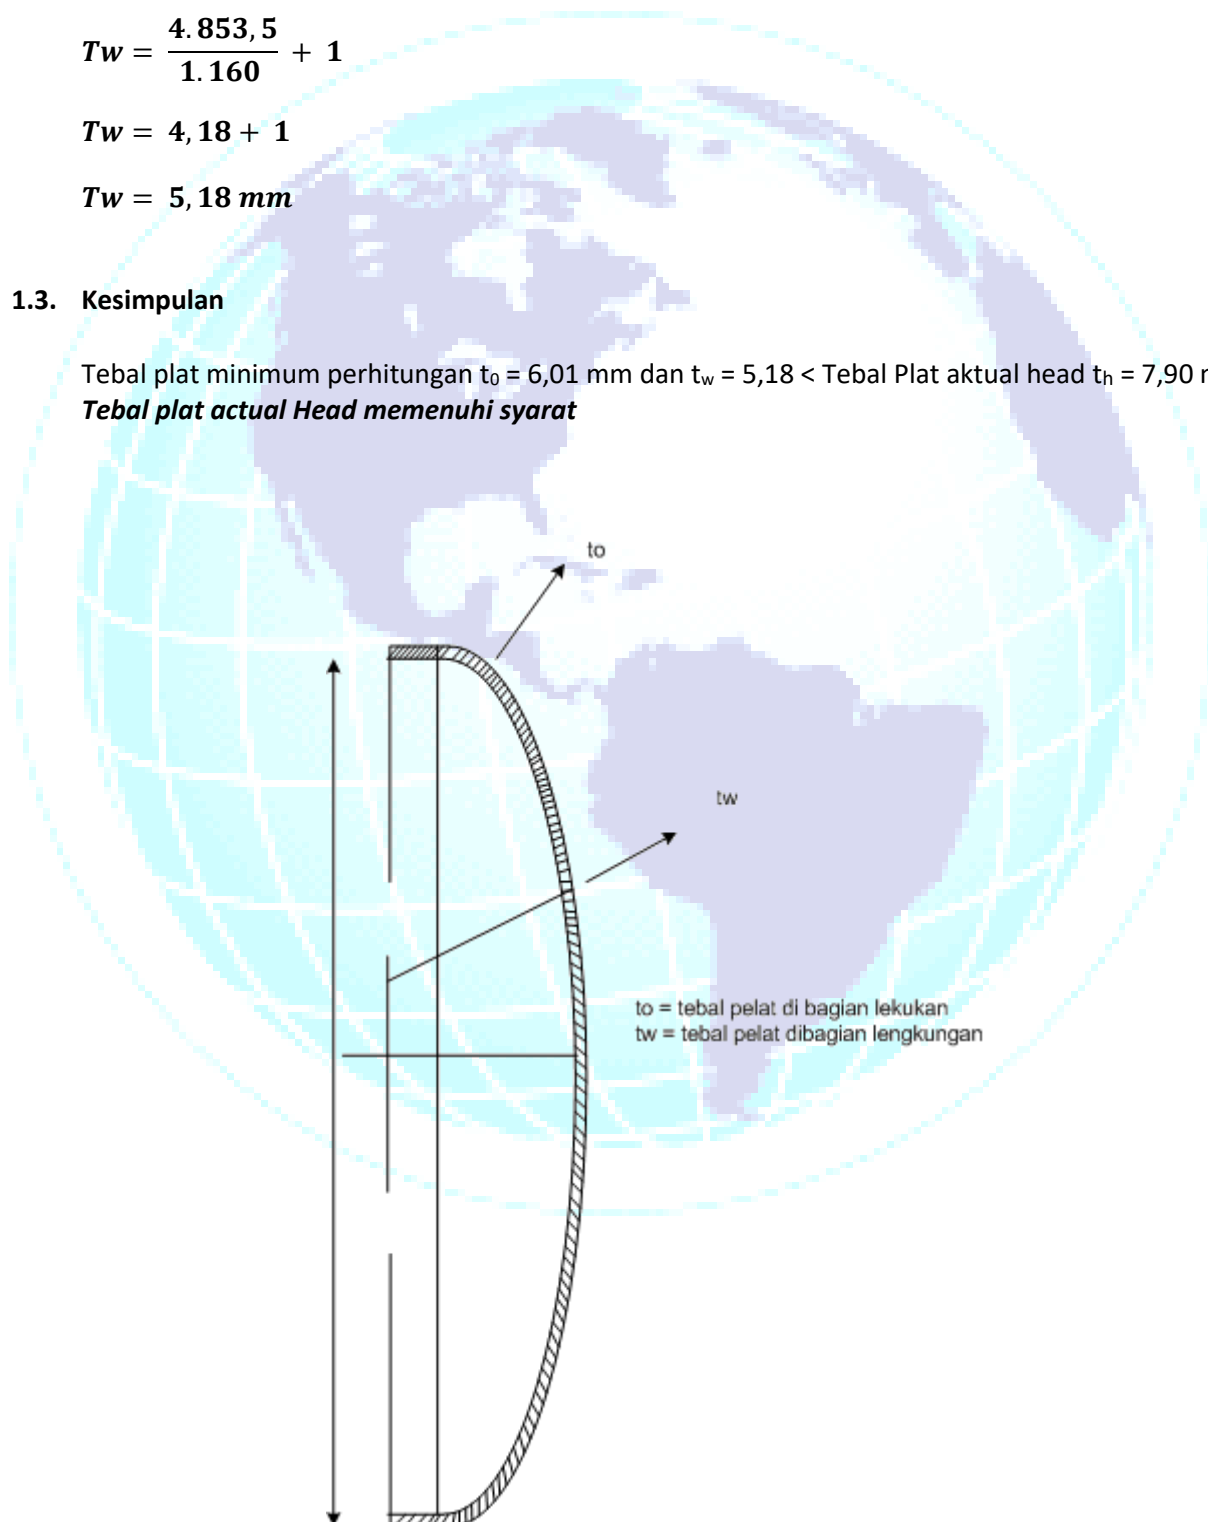 Tw = 4.853,5 / 1.160 + 1
Tw = 4,18 + 1
Tw = 5,18 mm
1.3. Kesimpulan
Tebal plat minimum perhitungan t₀ = 6,01 mm dan tw = 5,18 < Tebal Plat aktual head th = 7,90
Tebal plat actual Head memenuhi syarat
to
tw
to = tebal pelat di bagian lekukan
tw = tebal pelat dibagian lengkungan